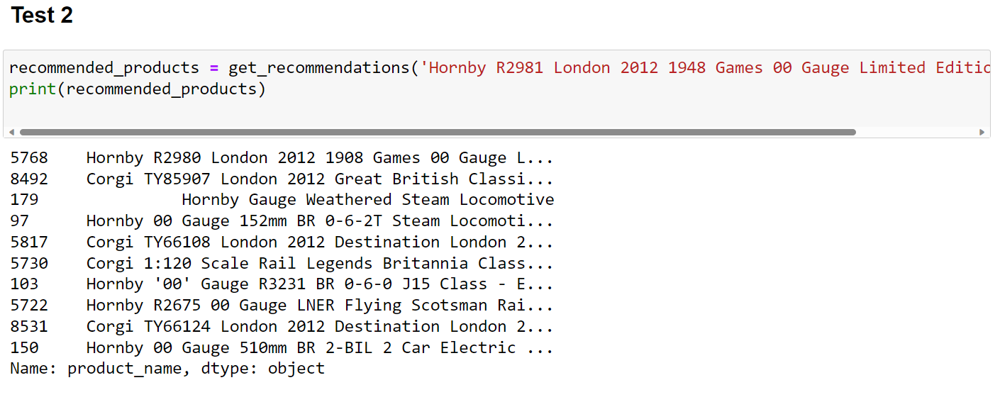 Test 2
recommended_products = get_recommendations('Hornby R2981 London 2012 1948 Games 00 Gauge Limited Editio
print(recommended_products)
5768    Hornby R2980 London 2012 1908 Games 00 Gauge L...
8492    Corgi TY85907 London 2012 Great British Classi...
179               Hornby Gauge Weathered Steam Locomotive
97      Hornby 00 Gauge 152mm BR 0-6-2T Steam Locomoti...
5817    Corgi TY66108 London 2012 Destination London 2...
5730    Corgi 1:120 Scale Rail Legends Britannia Class...
103     Hornby '00' Gauge R3231 BR 0-6-0 J15 Class - E...
5722    Hornby R2675 00 Gauge LNER Flying Scotsman Rai...
8531    Corgi TY66124 London 2012 Destination London 2...
150     Hornby 00 Gauge 510mm BR 2-BIL 2 Car Electric ...
Name: product_name, dtype: object